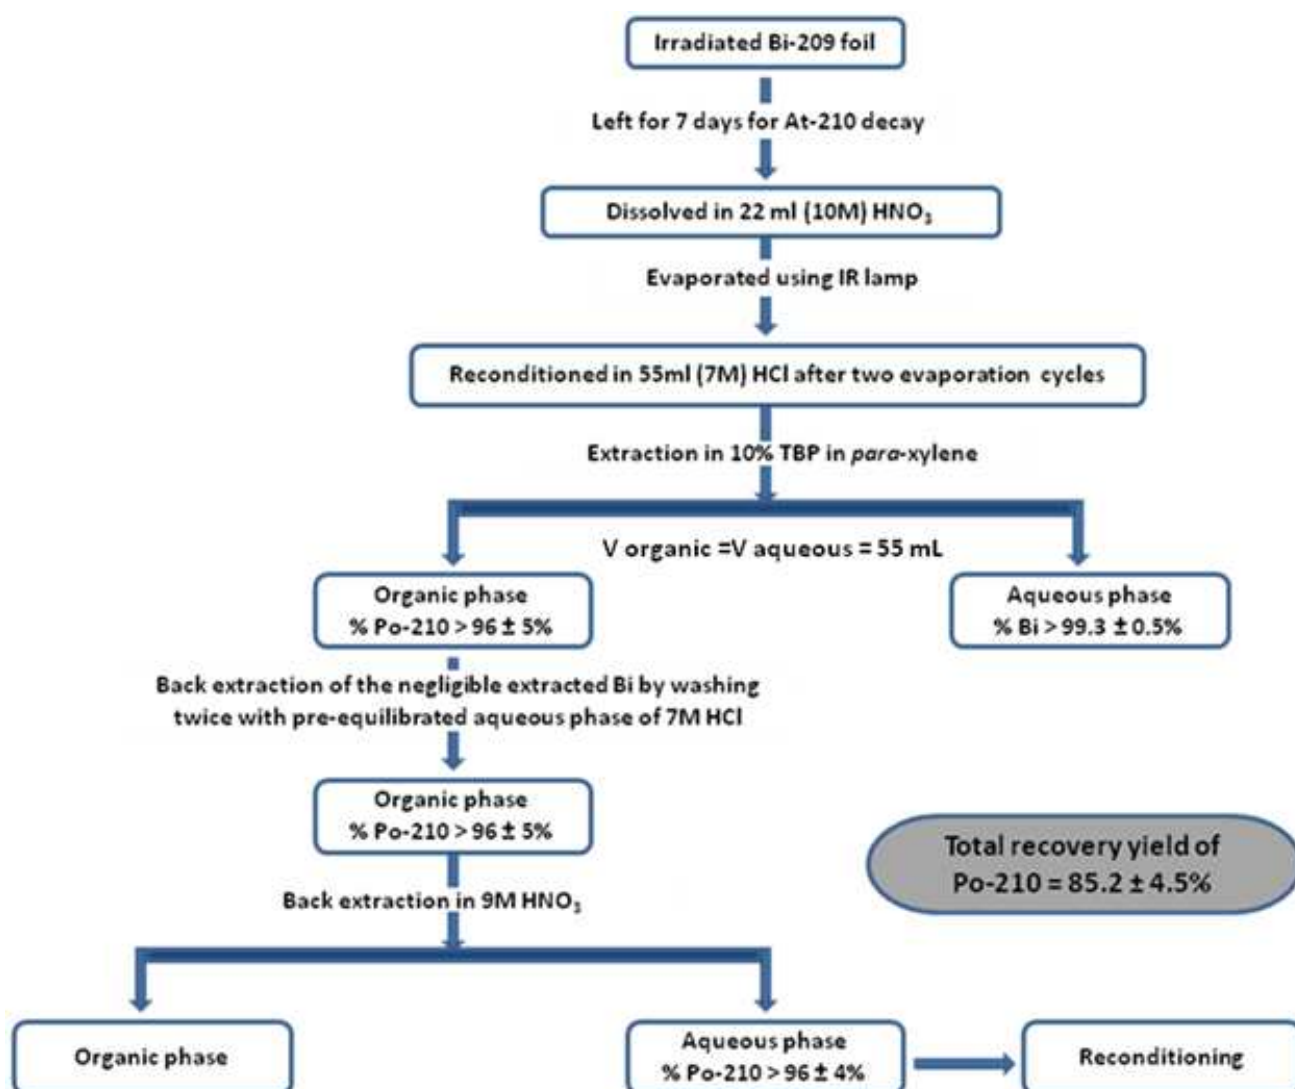 Irradiated Bi-209 foil
Left for 7 days for At-210 decay
Dissolved in 22 ml (10M) HNO₃
Evaporated using IR lamp
Reconditioned in 55ml (7M) HCl after two evaporation cycles
Extraction in 10% TBP in para-xylene
V organic =V aqueous = 55 mL
Organic phase
% Po-210 > 96 ± 5%
Aqueous phase
% Bi > 99.3 ± 0.5%
Back extraction of the negligible extracted Bi by washing
twice with pre-equilibrated aqueous phase of 7M HCl
Organic phase
% Po-210 > 96 ± 5%
Total recovery yield of
Po-210 = 85.2 ± 4.5%
Back extraction in 9M HNO₃
Organic phase
Aqueous phase
% Po-210 > 96 ± 4%
Reconditioning